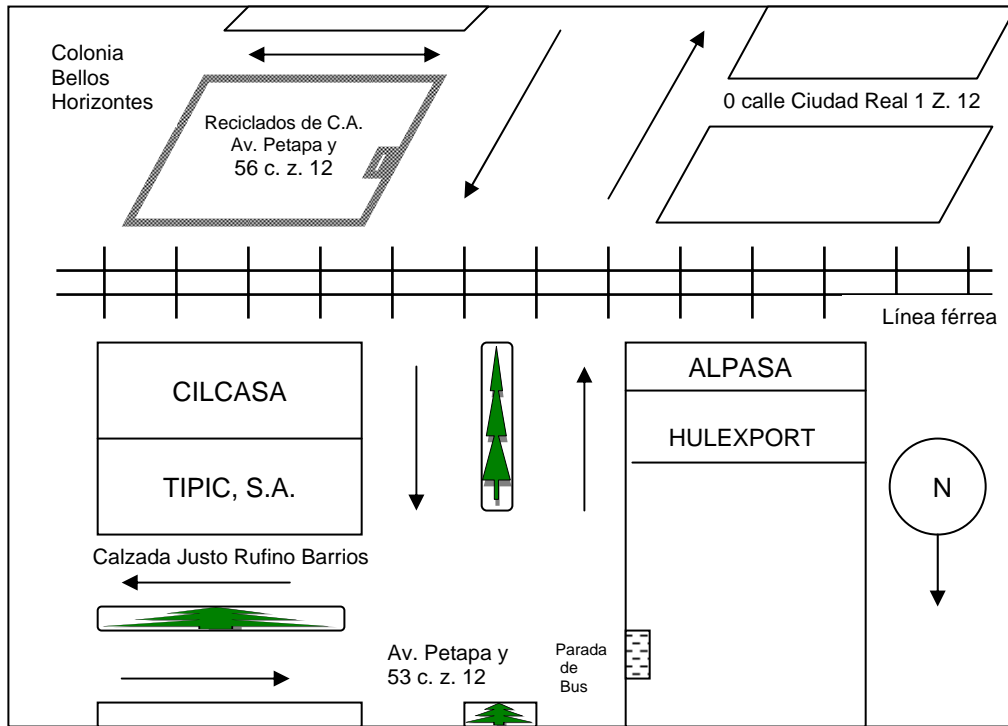 Colonia
Bellos
Horizontes
Reciclados de C.A.
Av. Petapa y
56 c. z. 12
0 calle Ciudad Real 1 Z. 12
Línea férrea
CILCASA
TIPIC, S.A.
ALPASA
HULEXPORT
N
Calzada Justo Rufino Barrios
Av. Petapa y
53 c. z. 12
Parada
de
Bus